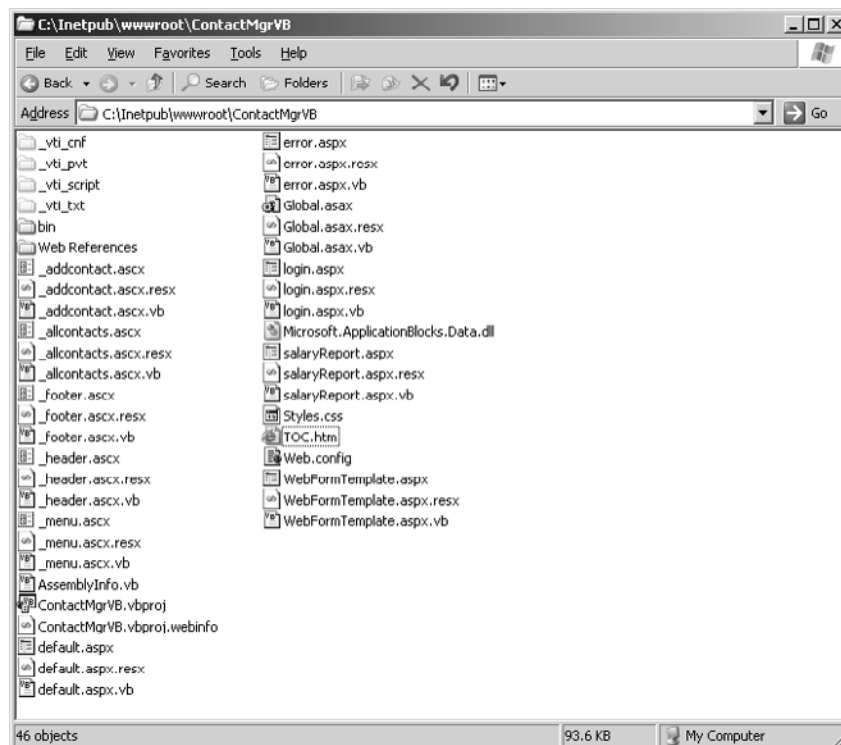 C:\Inetpub\wwwroot\ContactMgrVB
File Edit View Favorites Tools Help
Back Search Folders
Address C:\Inetpub\wwwroot\ContactMgrVB Go
_vti_cnf
_vti_pvt
_vti_script
_vti_txt
bin
Web References
_addcontact.ascx
_addcontact.ascx.resx
_addcontact.ascx.vb
_allcontacts.ascx
_allcontacts.ascx.resx
_allcontacts.ascx.vb
_footer.ascx
_footer.ascx.resx
_footer.ascx.vb
_header.ascx
_header.ascx.resx
_header.ascx.vb
_menu.ascx
_menu.ascx.resx
_menu.ascx.vb
AssemblyInfo.vb
ContactMgrVB.vbproj
ContactMgrVB.vbproj.webinfo
default.aspx
default.aspx.resx
default.aspx.vb
error.aspx
error.aspx.resx
error.aspx.vb
Global.asax
Global.asax.resx
Global.asax.vb
login.aspx
login.aspx.resx
login.aspx.vb
Microsoft.ApplicationBlocks.Data.dll
salaryReport.aspx
salaryReport.aspx.resx
salaryReport.aspx.vb
Styles.css
TOC.htm
Web.config
WebFormTemplate.aspx
WebFormTemplate.aspx.resx
WebFormTemplate.aspx.vb
46 objects 93.6 KB My Computer